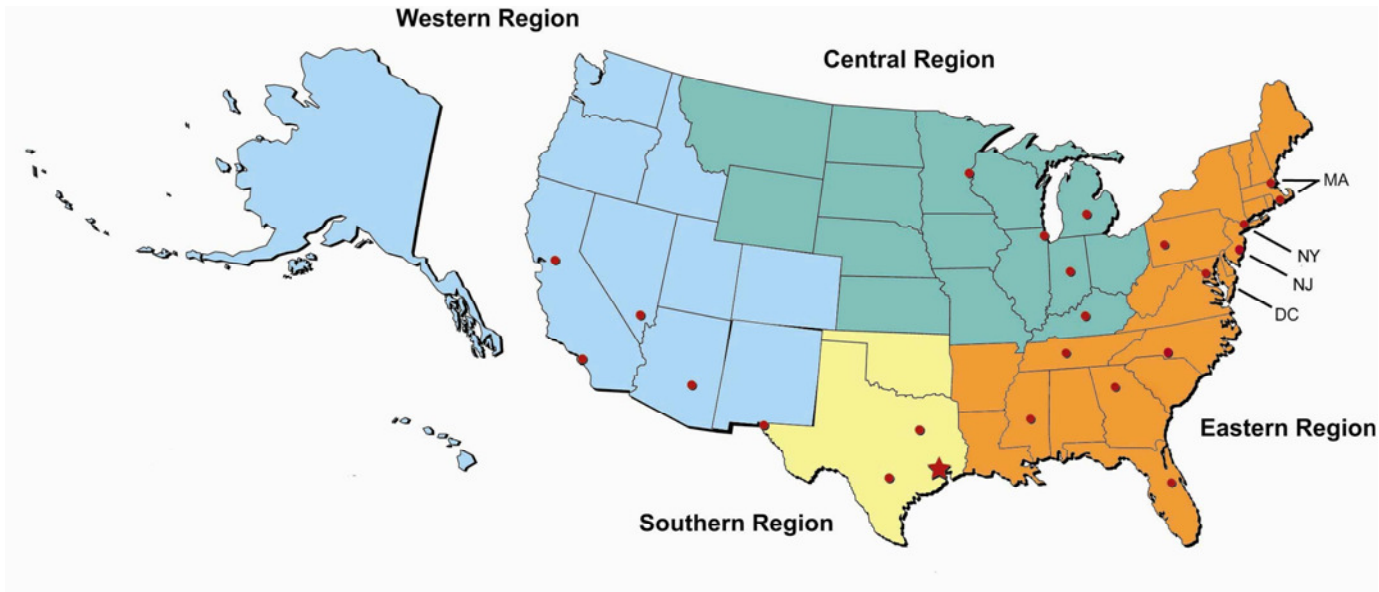 Western Region
Central Region
MA
NY
NJ
DC
Eastern Region
Southern Region